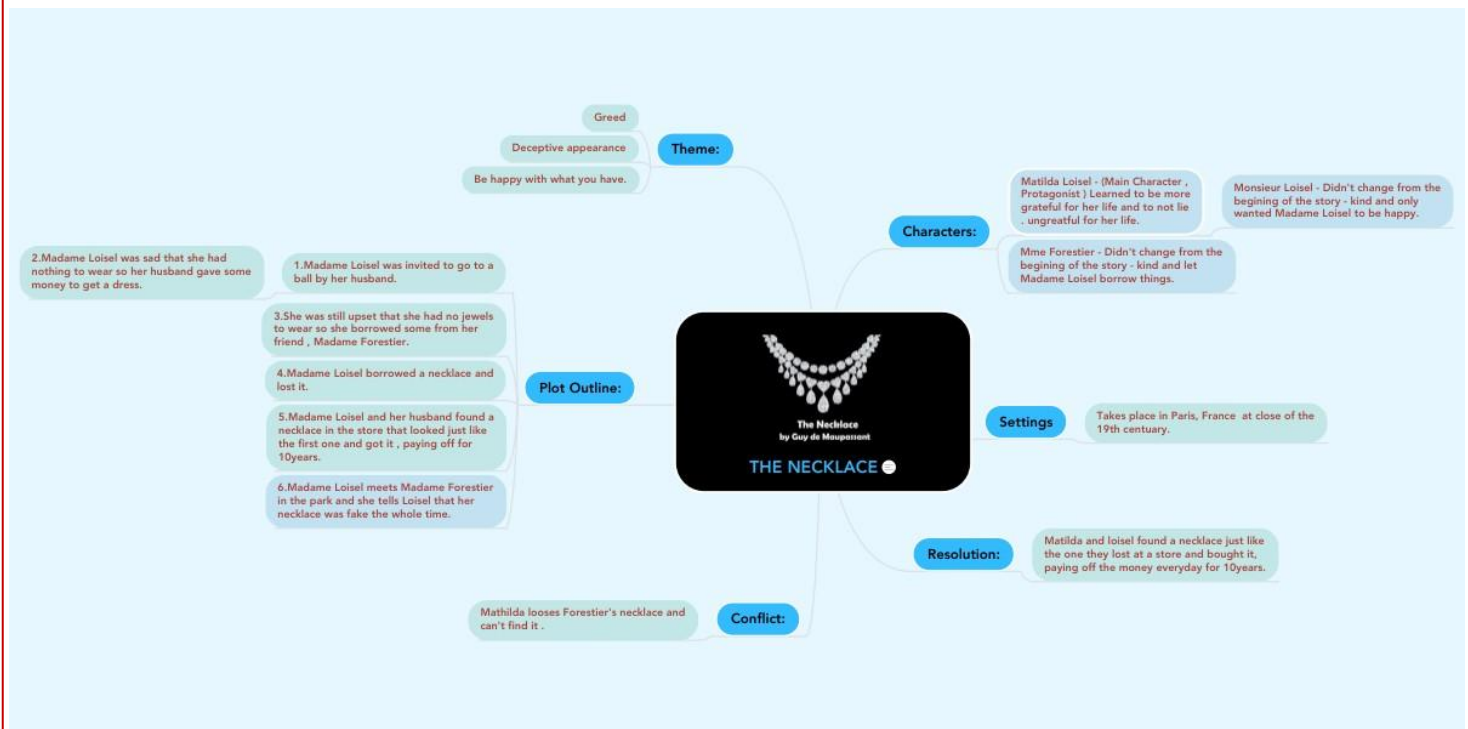 The Necklace
by Guy de Maupassant
THE NECKLACE
Theme:
Greed
Deceptive appearance
Be happy with what you have.
Characters:
Matilda Loisel - (Main Character ,
Protagonist ) Learned to be more
grateful for her life and to not lie
. ungreatful for her life.
Monsieur Loisel - Didn't change from the
begining of the story - kind and only
wanted Madame Loisel to be happy.
Mme Forestier - Didn't change from the
begining of the story - kind and let
Madame Loisel borrow things.
Plot Outline:
1.Madame Loisel was invited to go to a
ball by her husband.
2.Madame Loisel was sad that she had
nothing to wear so her husband gave some
money to get a dress.
3.She was still upset that she had no jewels
to wear so she borrowed some from her
friend , Madame Forestier.
4.Madame Loisel borrowed a necklace and
lost it.
5.Madame Loisel and her husband found a
necklace in the store that looked just like
the first one and got it , paying off for
10years.
6.Madame Loisel meets Madame Forestier
in the park and she tells Loisel that her
necklace was fake the whole time.
Settings
Takes place in Paris, France at close of the
19th centuary.
Resolution:
Matilda and loisel found a necklace just like
the one they lost at a store and bought it,
paying off the money everyday for 10years.
Conflict:
Mathilda looses Forestier's necklace and
can't find it .